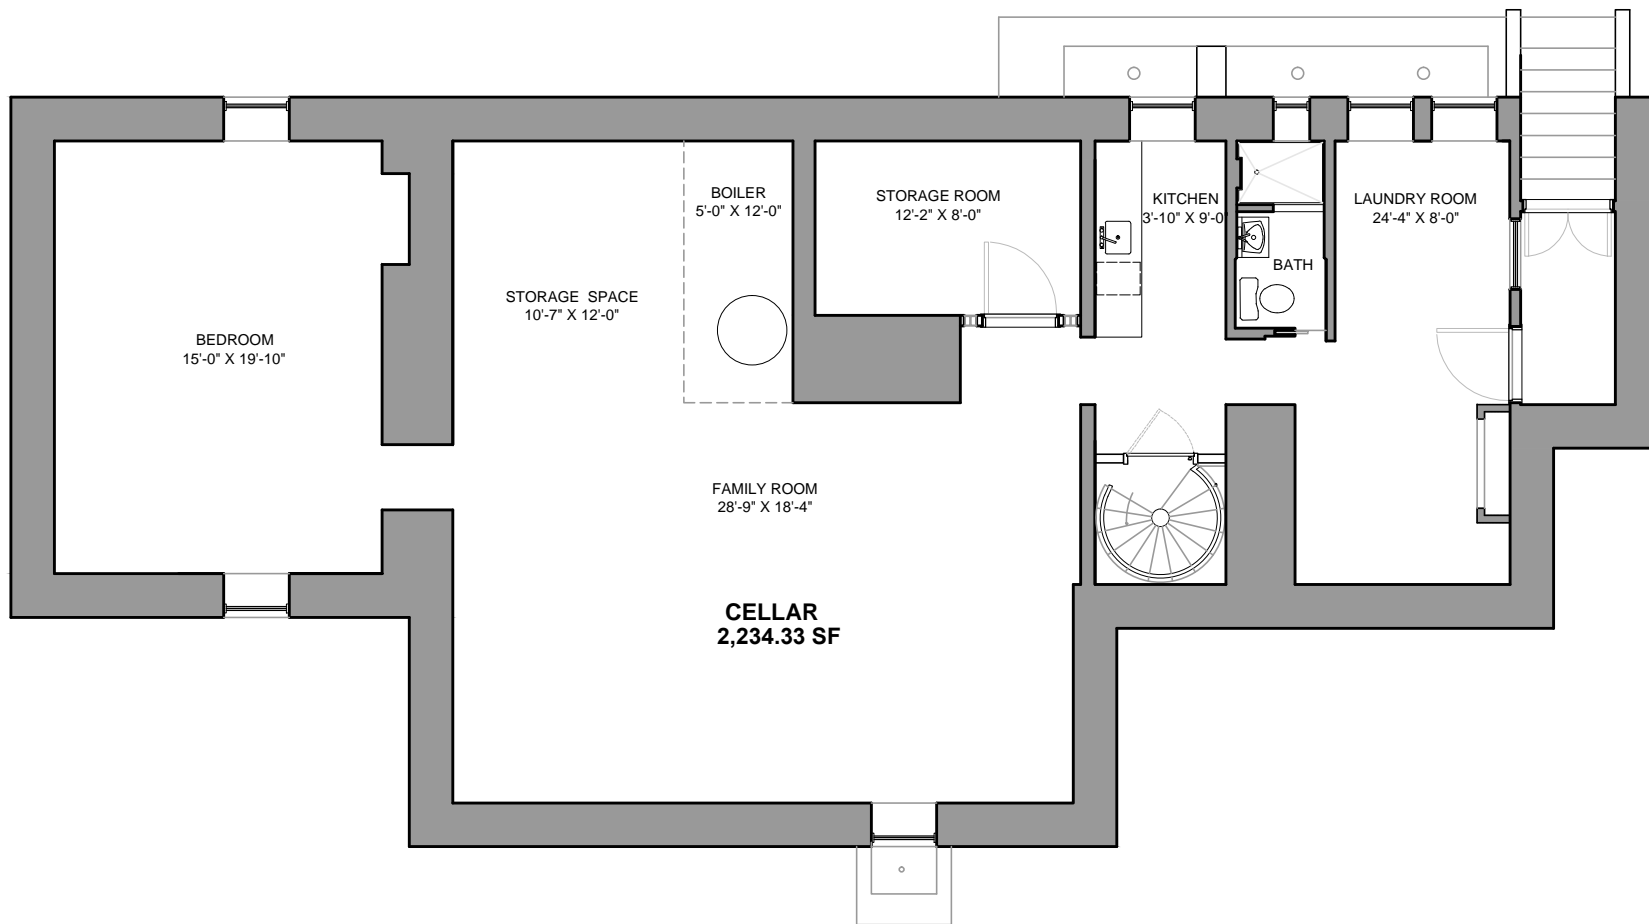 BOILER
5'-0" X 12'-0"
STORAGE ROOM
12'-2" X 8'-0"
KITCHEN
3'-10" X 9'-0"
LAUNDRY ROOM
24'-4" X 8'-0"
BATH
STORAGE SPACE
10'-7" X 12'-0"
BEDROOM
15'-0" X 19'-10"
FAMILY ROOM
28'-9" X 18'-4"
CELLAR
2,234.33 SF